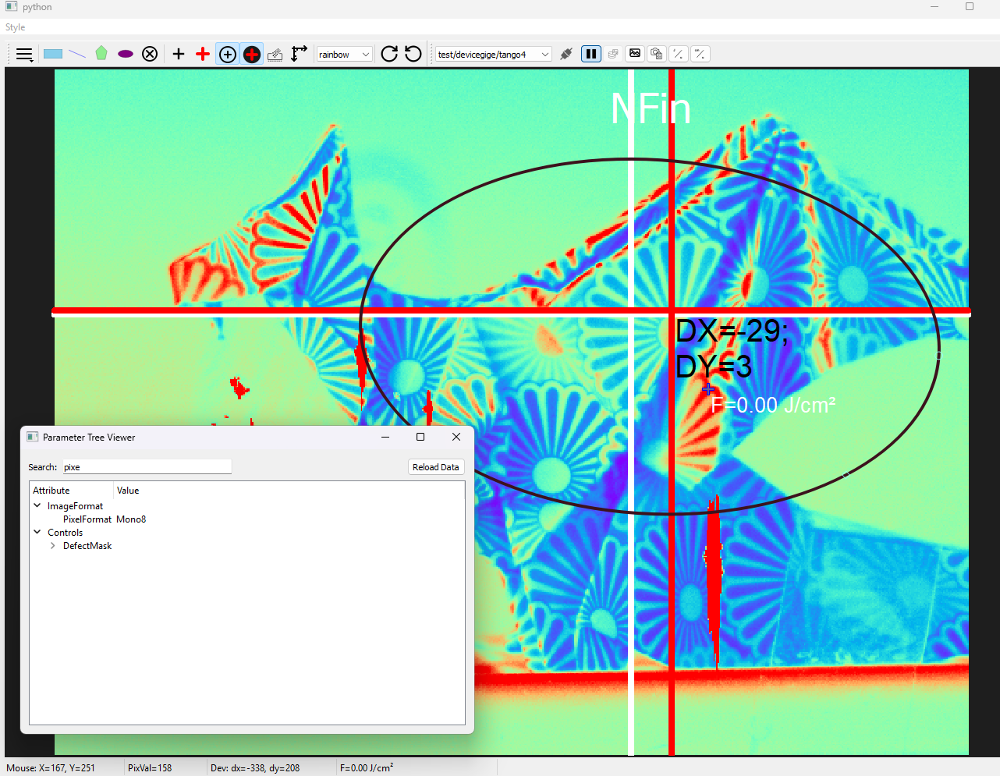 python
Style
rainbow
test/devicegige/tango4
NFin
DX=-29;
DY=3
F=0.00 J/cm²
Parameter Tree Viewer
Search: pixe
Reload Data
Attribute Value
ImageFormat
PixelFormat Mono8
Controls
DefectMask
Mouse: X=167, Y=251 PixVal=158 Dev: dx=-338, dy=208 F=0.00 J/cm²